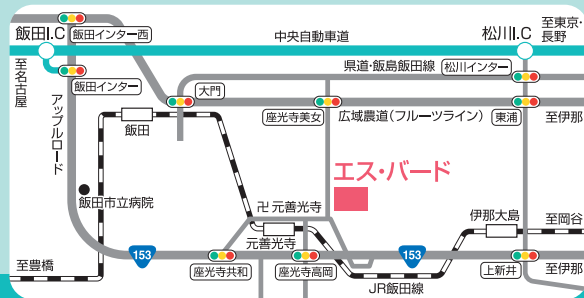 飯田I.C
飯田インター西
中央自動車道
松川I.C
至東京・
長野
至名古屋
飯田インター
アップルロード
大門
県道・飯島飯田線
松川インター
飯田
座光寺美女
広域農道(フルーツライン)
東浦
至伊那
エス・バード
飯田市立病院
卍 元善光寺
元善光寺
伊那大島
至岡谷
至豊橋
153
座光寺共和
座光寺高岡
153
上新井
至伊那
JR飯田線